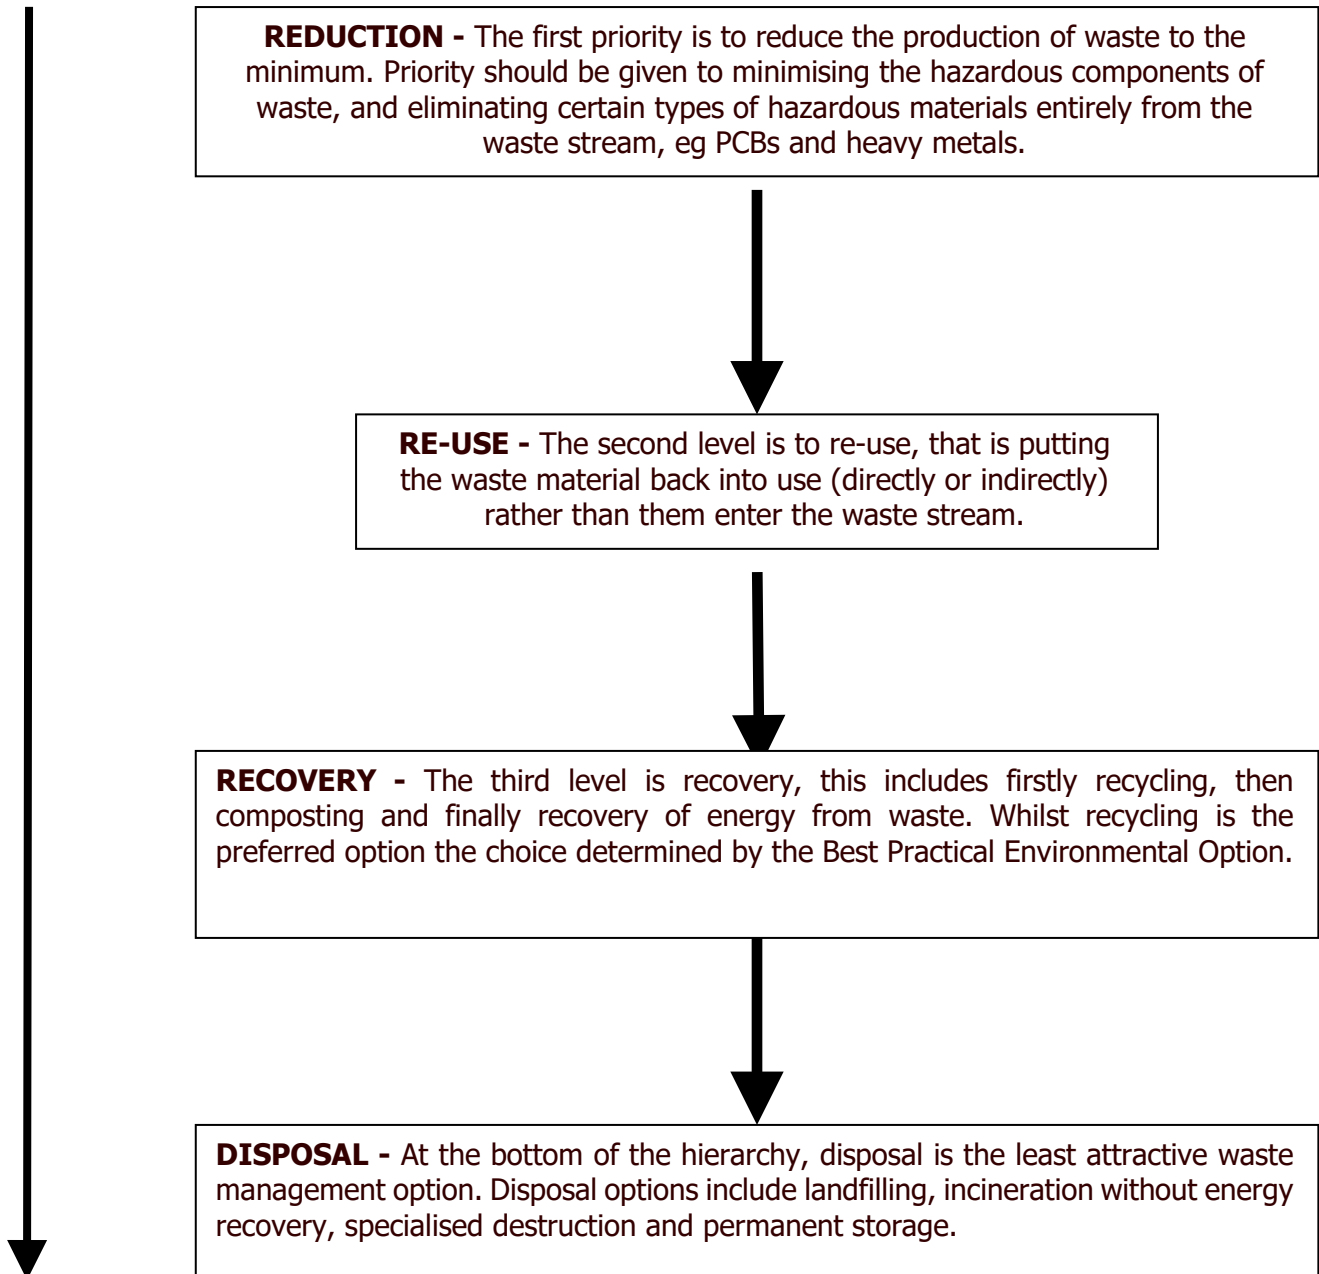 REDUCTION - The first priority is to reduce the production of waste to the
minimum. Priority should be given to minimising the hazardous components of
waste, and eliminating certain types of hazardous materials entirely from the
waste stream, eg PCBs and heavy metals.
RE-USE - The second level is to re-use, that is putting
the waste material back into use (directly or indirectly)
rather than them enter the waste stream.
RECOVERY - The third level is recovery, this includes firstly recycling, then
composting and finally recovery of energy from waste. Whilst recycling is the
preferred option the choice determined by the Best Practical Environmental Option.
DISPOSAL - At the bottom of the hierarchy, disposal is the least attractive waste
management option. Disposal options include landfilling, incineration without energy
recovery, specialised destruction and permanent storage.